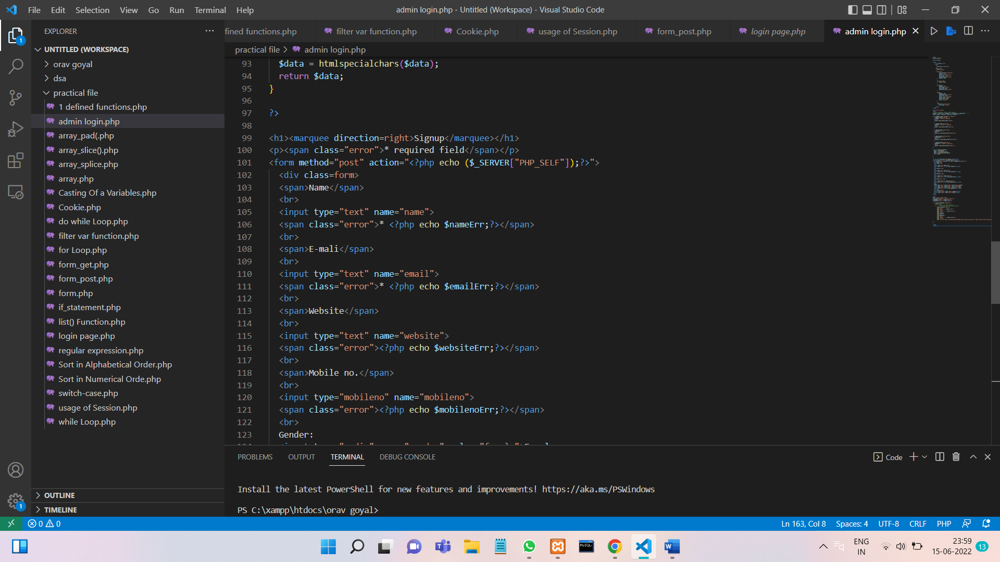 File Edit Selection View Go Run Terminal Help
admin login.php - Untitled (Workspace) - Visual Studio Code
EXPLORER
fined functions.php filter var function.php Cookie.php usage of Session.php form_post.php login page.php admin login.php
UNTITLED (WORKSPACE)
orav goyal
dsa
practical file
1 defined functions.php
admin login.php
array_pad(.php
array_slice().php
array_splice.php
array.php
Casting Of a Variables.php
Cookie.php
do while Loop.php
filter var function.php
for Loop.php
form_get.php
form_post.php
form.php
if_statement.php
list() Function.php
login page.php
regular expression.php
Sort in Alphabetical Order.php
Sort in Numerical Orde.php
switch-case.php
usage of Session.php
while Loop.php
OUTLINE
TIMELINE
practical file > admin login.php
93 $data = htmlspecialchars($data);
94 return $data;
95 }
96
97 ?>
98
99 <h1><marquee direction=right>Signup</marquee></h1>
100 <p><span class="error">* required field</span></p>
101 <form method="post" action="<?php echo ($_SERVER["PHP_SELF"]);?>">
102 <div class=form>
103 <span>Name</span>
104 <br>
105 <input type="text" name="name">
106 <span class="error">* <?php echo $nameErr;?></span>
107 <br>
108 <span>E-mali</span>
109 <br>
110 <input type="text" name="email">
111 <span class="error">* <?php echo $emailErr;?></span>
112 <br>
113 <span>Website</span>
114 <br>
115 <input type="text" name="website">
116 <span class="error"><?php echo $websiteErr;?></span>
117 <br>
118 <span>Mobile no.</span>
119 <br>
120 <input type="mobileno" name="mobileno">
121 <span class="error"><?php echo $mobilenoErr;?></span>
122 <br>
123 Gender:
PROBLEMS OUTPUT TERMINAL DEBUG CONSOLE
Code
Install the latest PowerShell for new features and improvements! https://aka.ms/PSWindows
PS C:\xampp\htdocs\orav goyal>
1
1
0 0
Ln 163, Col 8 Spaces: 4 UTF-8 CRLF PHP
MySQL
ENG
IN
23:59
15-06-2022
13